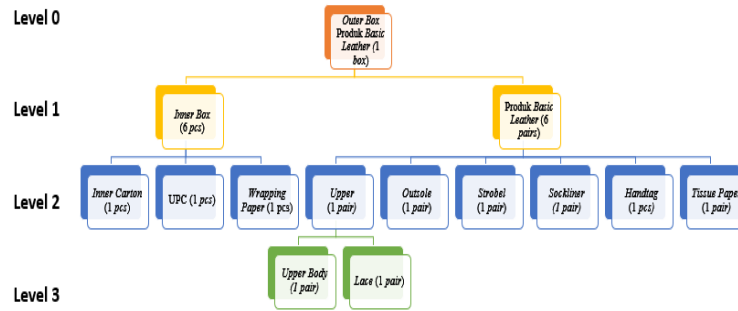 Level 0
Outer Box
Produk Basic
Leather (1
box)
Level 1
Inner Box
(6 pcs)
Produk Basic
Leather (6
pairs)
Level 2
Inner Carton
(1 pcs)
UPC (1 pcs)
Wrapping
Paper (1 pcs)
Upper
(1 pair)
Outsole
(1 pair)
Strobel
(1 pair)
Sockliner
(1 pair)
Handtag
(1 pcs)
Tissue Paper
(1 pair)
Level 3
Upper Body
(1 pair)
Lace (1 pair)